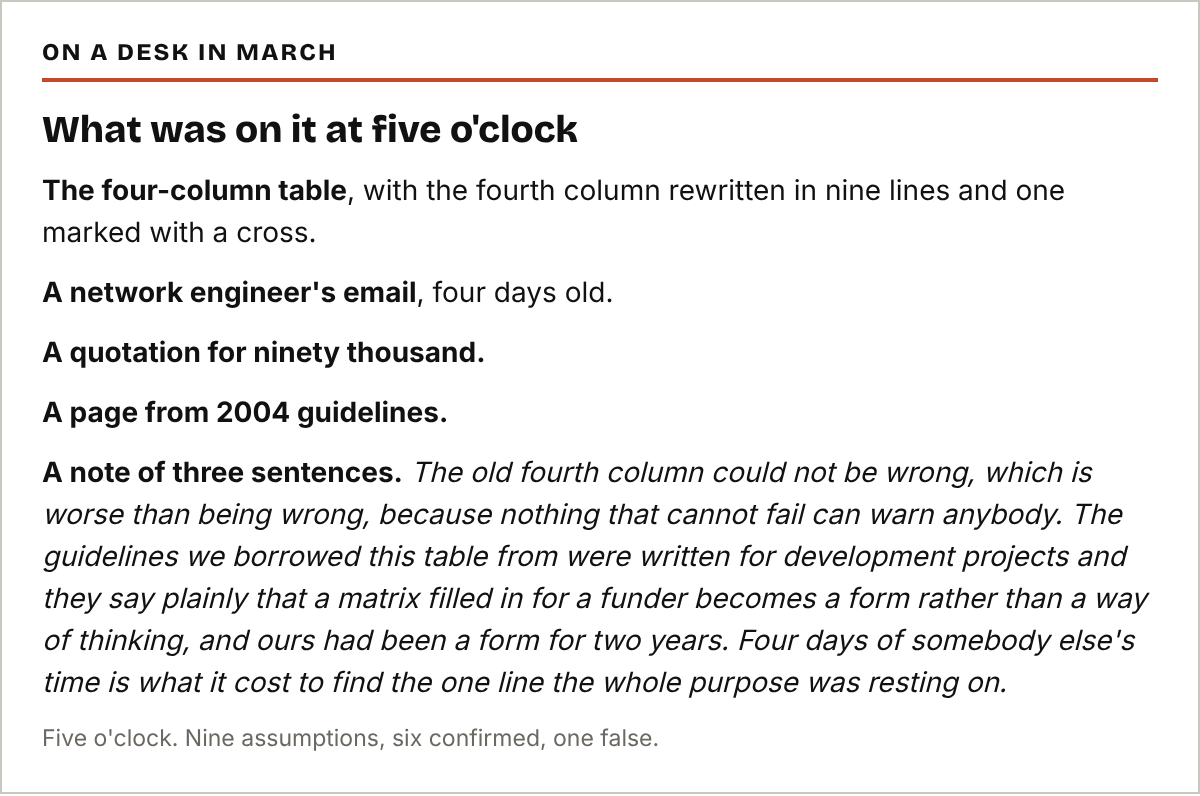 ON A DESK IN MARCH
What was on it at five o'clock
The four-column table, with the fourth column rewritten in nine lines and one
marked with a cross.
A network engineer's email, four days old.
A quotation for ninety thousand.
A page from 2004 guidelines.
A note of three sentences. The old fourth column could not be wrong, which is
worse than being wrong, because nothing that cannot fail can warn anybody. The
guidelines we borrowed this table from were written for development projects and
they say plainly that a matrix filled in for a funder becomes a form rather than a way
of thinking, and ours had been a form for two years. Four days of somebody else's
time is what it cost to find the one line the whole purpose was resting on.
Five o'clock. Nine assumptions, six confirmed, one false.